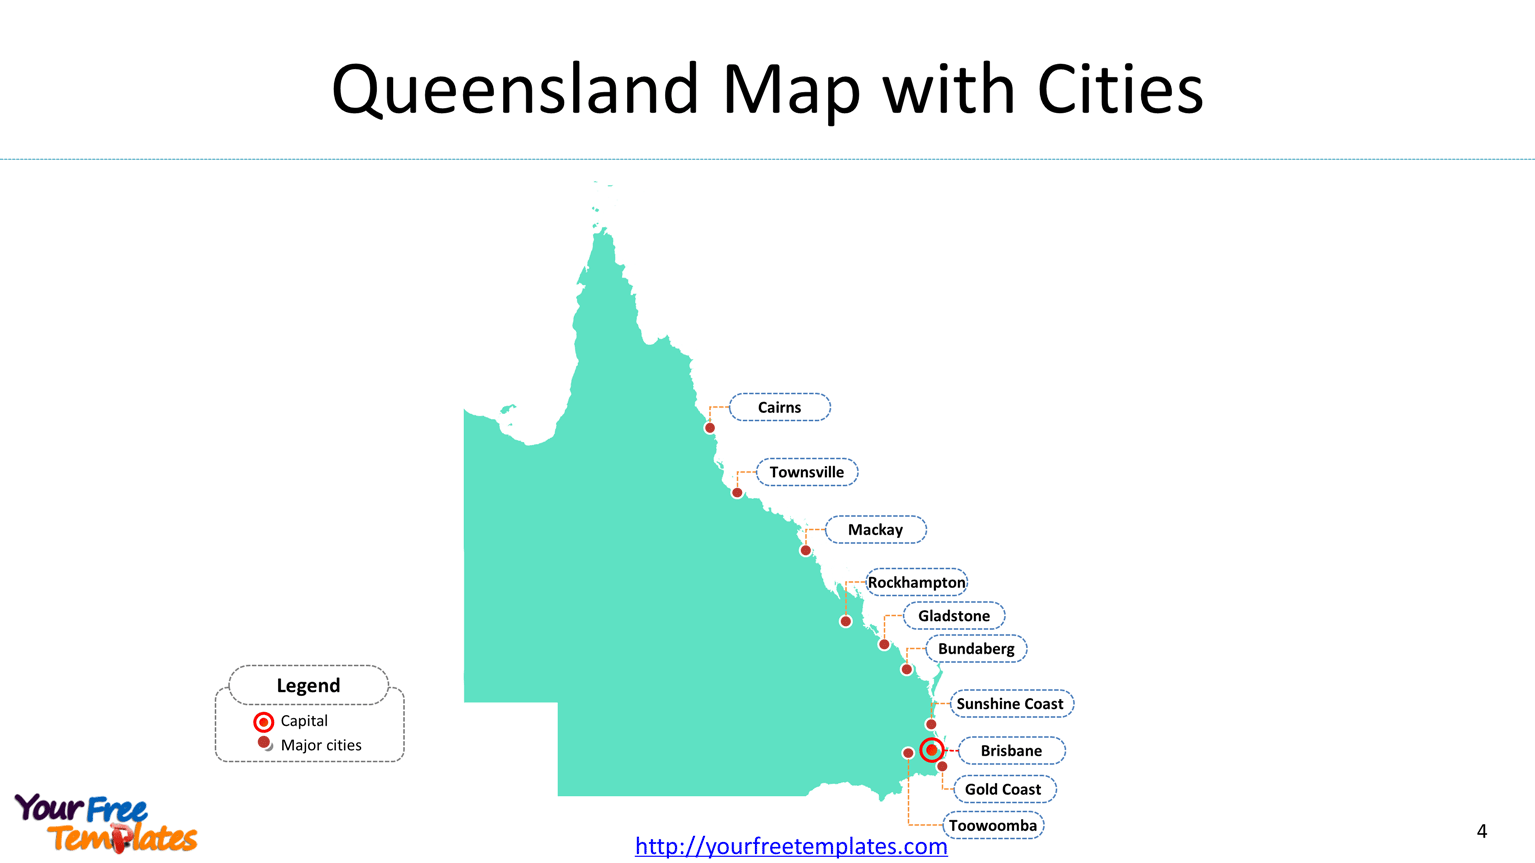 Queensland Map with Cities
Cairns
Townsville
Mackay
Rockhampton
Gladstone
Bundaberg
Sunshine Coast
Brisbane
Gold Coast
Toowoomba
Legend
Capital
Major cities
Your Free
Templates
http://yourfreetemplates.com
4